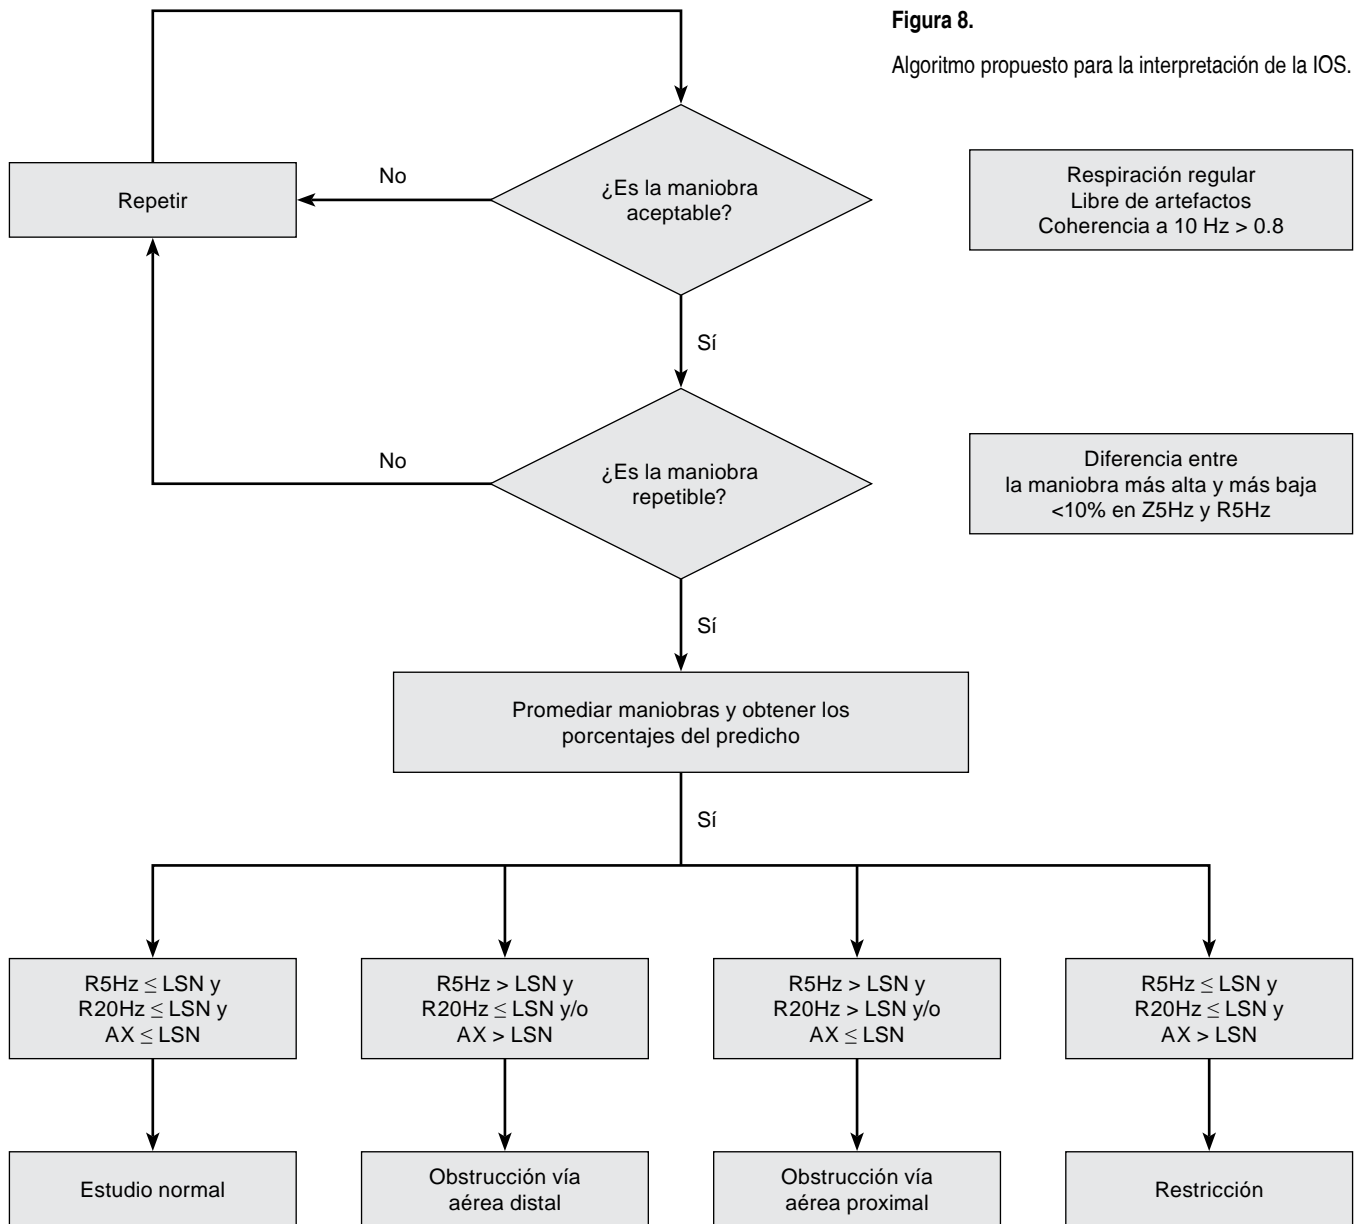 Figura 8.
Algoritmo propuesto para la interpretación de la IOS.
Repetir
No
¿Es la maniobra
aceptable?
Respiración regular
Libre de artefactos
Coherencia a 10 Hz > 0.8
Sí
No
¿Es la maniobra
repetible?
Diferencia entre
la maniobra más alta y más baja
<10% en Z5Hz y R5Hz
Sí
Promediar maniobras y obtener los
porcentajes del predicho
Sí
R5Hz ≤ LSN y
R20Hz ≤ LSN y
AX ≤ LSN
R5Hz > LSN y
R20Hz ≤ LSN y/o
AX > LSN
R5Hz > LSN y
R20Hz > LSN y/o
AX ≤ LSN
R5Hz ≤ LSN y
R20Hz ≤ LSN y
AX > LSN
Estudio normal
Obstrucción vía
aérea distal
Obstrucción vía
aérea proximal
Restricción